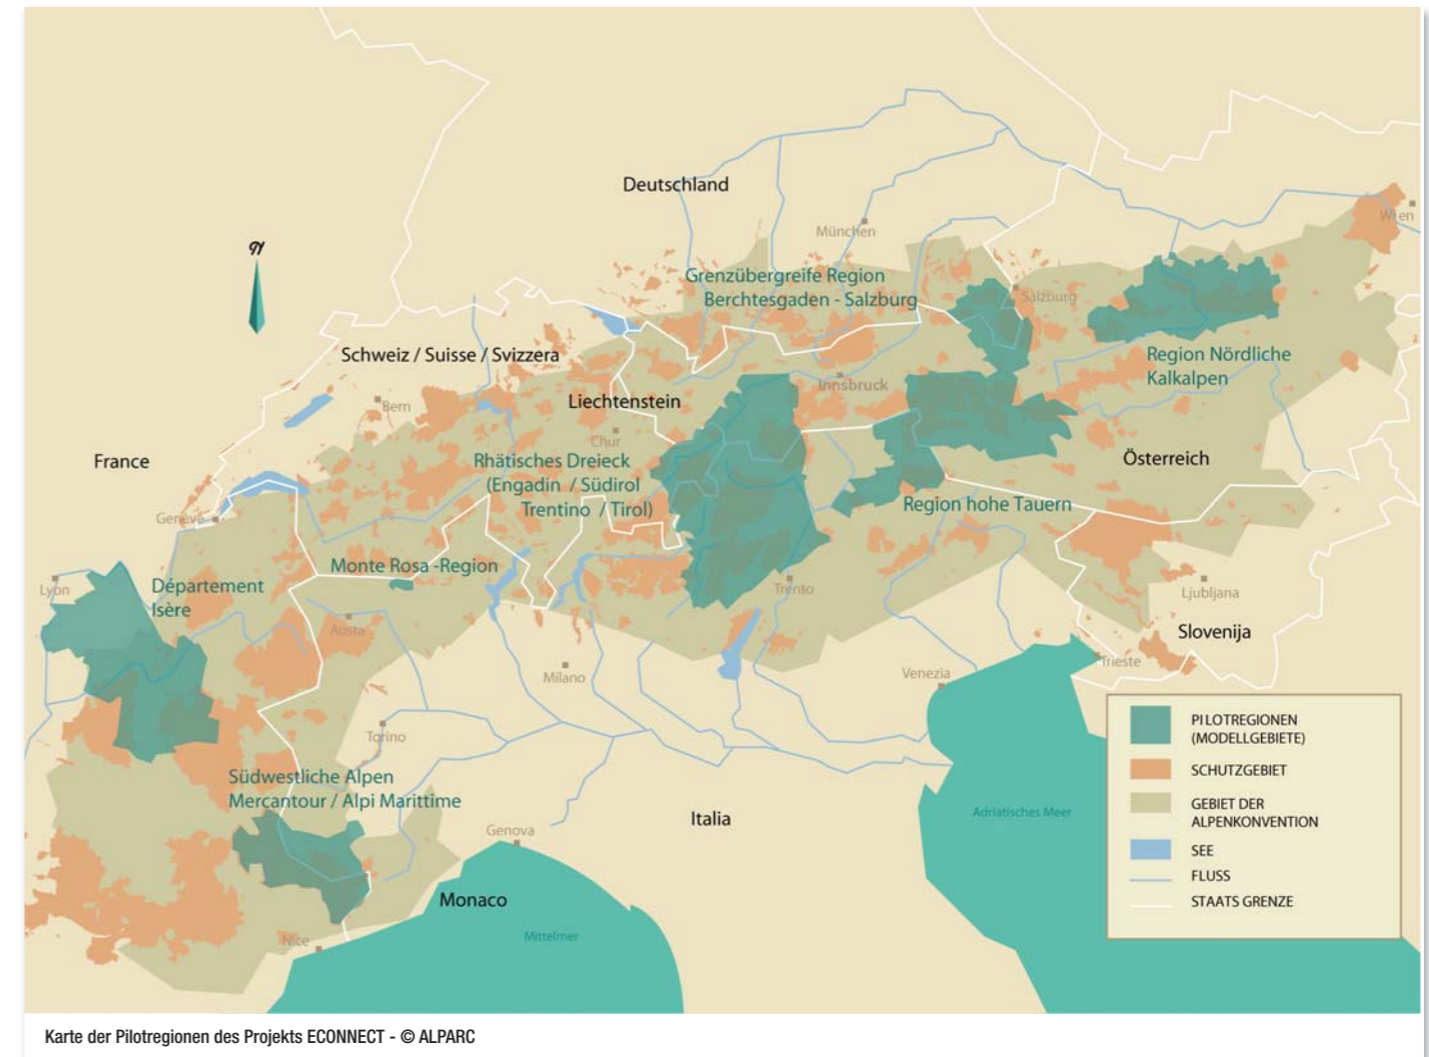 Deutschland
München
Wi en
Grenzübergreife Region
Berchtesgaden - Salzburg
Salzburg
Schweiz / Suisse / Svizzera
Region Nördliche
Kalkalpen
Innsbruck
Liechtenstein
Bern
Chur
France
Rhätisches Dreieck
(Engadin / Südirol
Trentino / Tirol)
Österreich
Region hohe Tauern
Genève
Monte Rosa -Region
Lyon
Département
Isère
Trento
Ljubljana
Aosta
Slovenija
Trieste
Milano
Venezia
Torino
Südwestliche Alpen
Mercantour / Alpi Marittime
Genova
Italia
Adriatisches Meer
Monaco
Mittelmer
Nice
PILOTREGIONEN
(MODELLGEBIETE)
SCHUTZGEBIET
GEBIET DER
ALPENKONVENTION
SEE
FLUSS
STAATS GRENZE
Karte der Pilotregionen des Projekts ECONNECT - © ALPARC